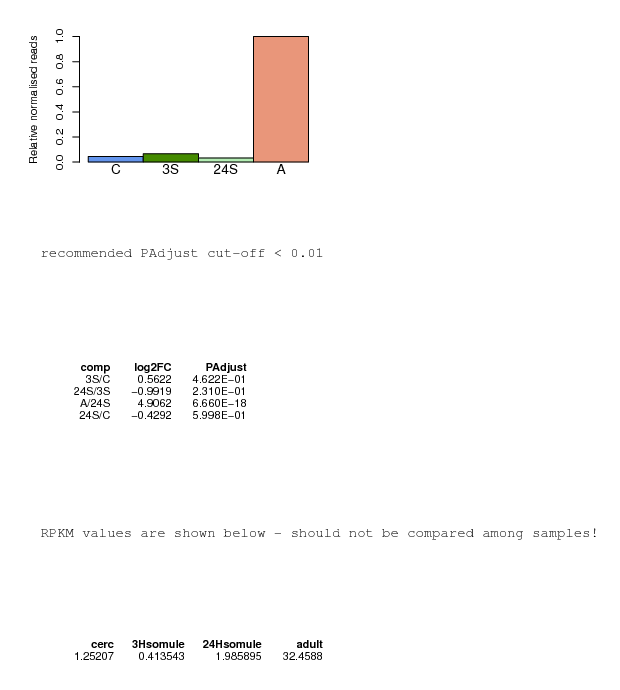 Relative normalised reads
1.0
0.8
0.6
0.4
0.2
0.0
C 3S 24S A
recommended PAdjust cut-off < 0.01
comp log2FC PAdjust
3S/C 0.5622 4.622E-01
24S/3S -0.9919 2.310E-01
A/24S 4.9062 6.660E-18
24S/C -0.4292 5.998E-01
RPKM values are shown below - should not be compared among samples!
cerc 3Hsomule 24Hsomule adult
1.25207 0.413543 1.985895 32.4588